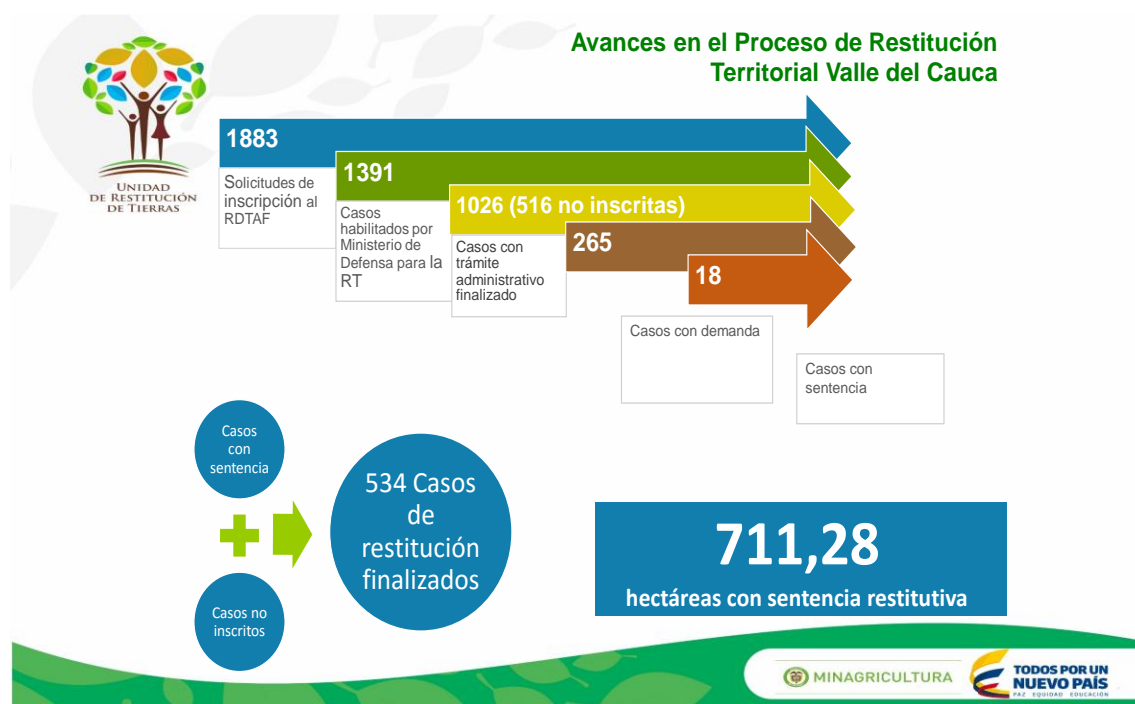 Avances en el Proceso de Restitución
Territorial Valle del Cauca
UNIDAD
DE RESTITUCIÓN
DE TIERRAS
1883
Solicitudes de
inscripción al
RDTAF
1391
Casos
habilitados por
Ministerio de
Defensa para la
RT
1026 (516 no inscritas)
Casos con
trámite
administrativo
finalizado
265
Casos con demanda
18
Casos con
sentencia
Casos
con
sentencia
Casos no
inscritos
534 Casos
de
restitución
finalizados
711,28
hectáreas con sentencia restitutiva
MINAGRICULTURA
TODOS POR UN
NUEVO PAÍS
PAZ EQUIDAD EDUCACIÓN